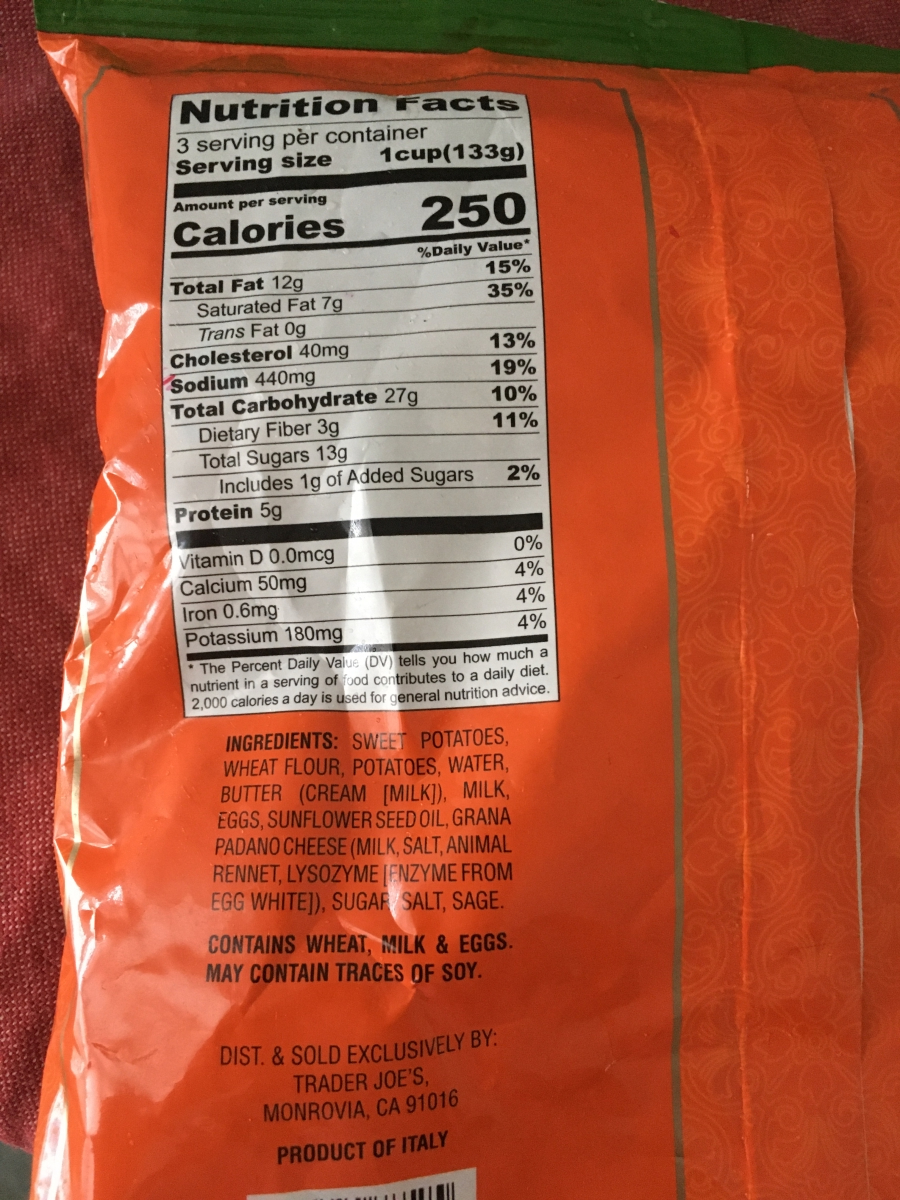 Nutrition Facts
3 serving per container
Serving size 1cup(133g)
Amount per serving
Calories 250
%Daily Value*
Total Fat 12g 15%
Saturated Fat 7g 35%
Trans Fat 0g
Cholesterol 40mg 13%
Sodium 440mg 19%
Total Carbohydrate 27g 10%
Dietary Fiber 3g 11%
Total Sugars 13g
Includes 1g of Added Sugars 2%
Protein 5g
Vitamin D 0.0mcg 0%
Calcium 50mg 4%
Iron 0.6mg 4%
Potassium 180mg 4%
* The Percent Daily Value (DV) tells you how much a
nutrient in a serving of food contributes to a daily diet.
2,000 calories a day is used for general nutrition advice.
INGREDIENTS: SWEET POTATOES,
WHEAT FLOUR, POTATOES, WATER,
BUTTER (CREAM [MILK]), MILK,
EGGS, SUNFLOWER SEED OIL, GRANA
PADANO CHEESE (MILK, SALT, ANIMAL
RENNET, LYSOZYME [ENZYME FROM
EGG WHITE]), SUGAR, SALT, SAGE.
CONTAINS WHEAT, MILK & EGGS.
MAY CONTAIN TRACES OF SOY.
DIST. & SOLD EXCLUSIVELY BY:
TRADER JOE'S,
MONROVIA, CA 91016
PRODUCT OF ITALY